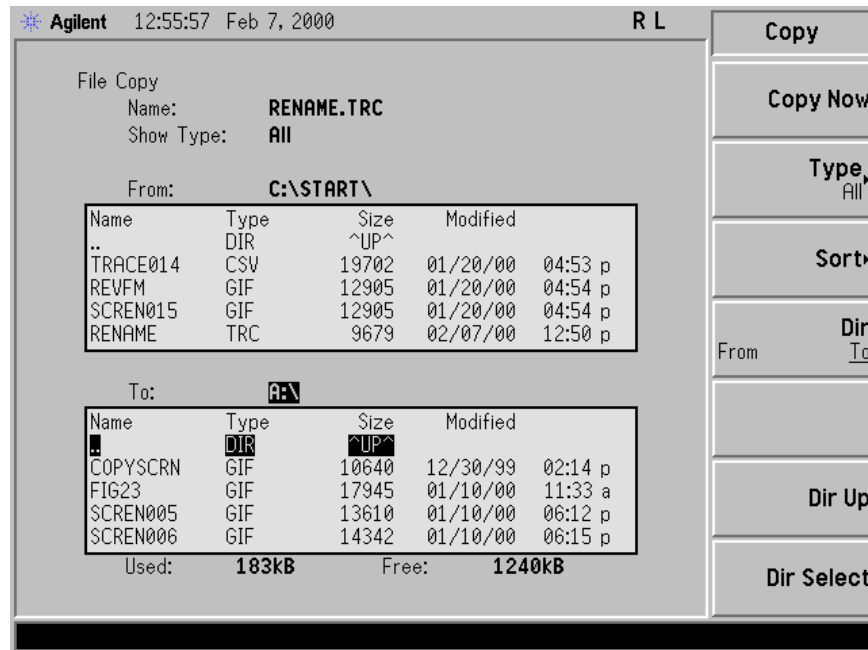 Agilent 12:55:57 Feb 7, 2000 R L
File Copy
Name: RENAME.TRC
Show Type: All
From: C:\START\
Name Type Size Modified
.. DIR ^UP^
TRACE014 CSV 19702 01/20/00 04:53 p
REVFM GIF 12905 01/20/00 04:54 p
SCREN015 GIF 12905 01/20/00 04:54 p
RENAME TRC 9679 02/07/00 12:50 p
To: A:\
Name Type Size Modified
.. DIR ^UP^
COPYSCRN GIF 10640 12/30/99 02:14 p
FIG23 GIF 17945 01/10/00 11:33 a
SCREN005 GIF 13610 01/10/00 06:12 p
SCREN006 GIF 14342 01/10/00 06:15 p
Used: 183kB Free: 1240kB
Copy
Copy Now
Type
All
Sort
Dir
From To
Dir Up
Dir Select